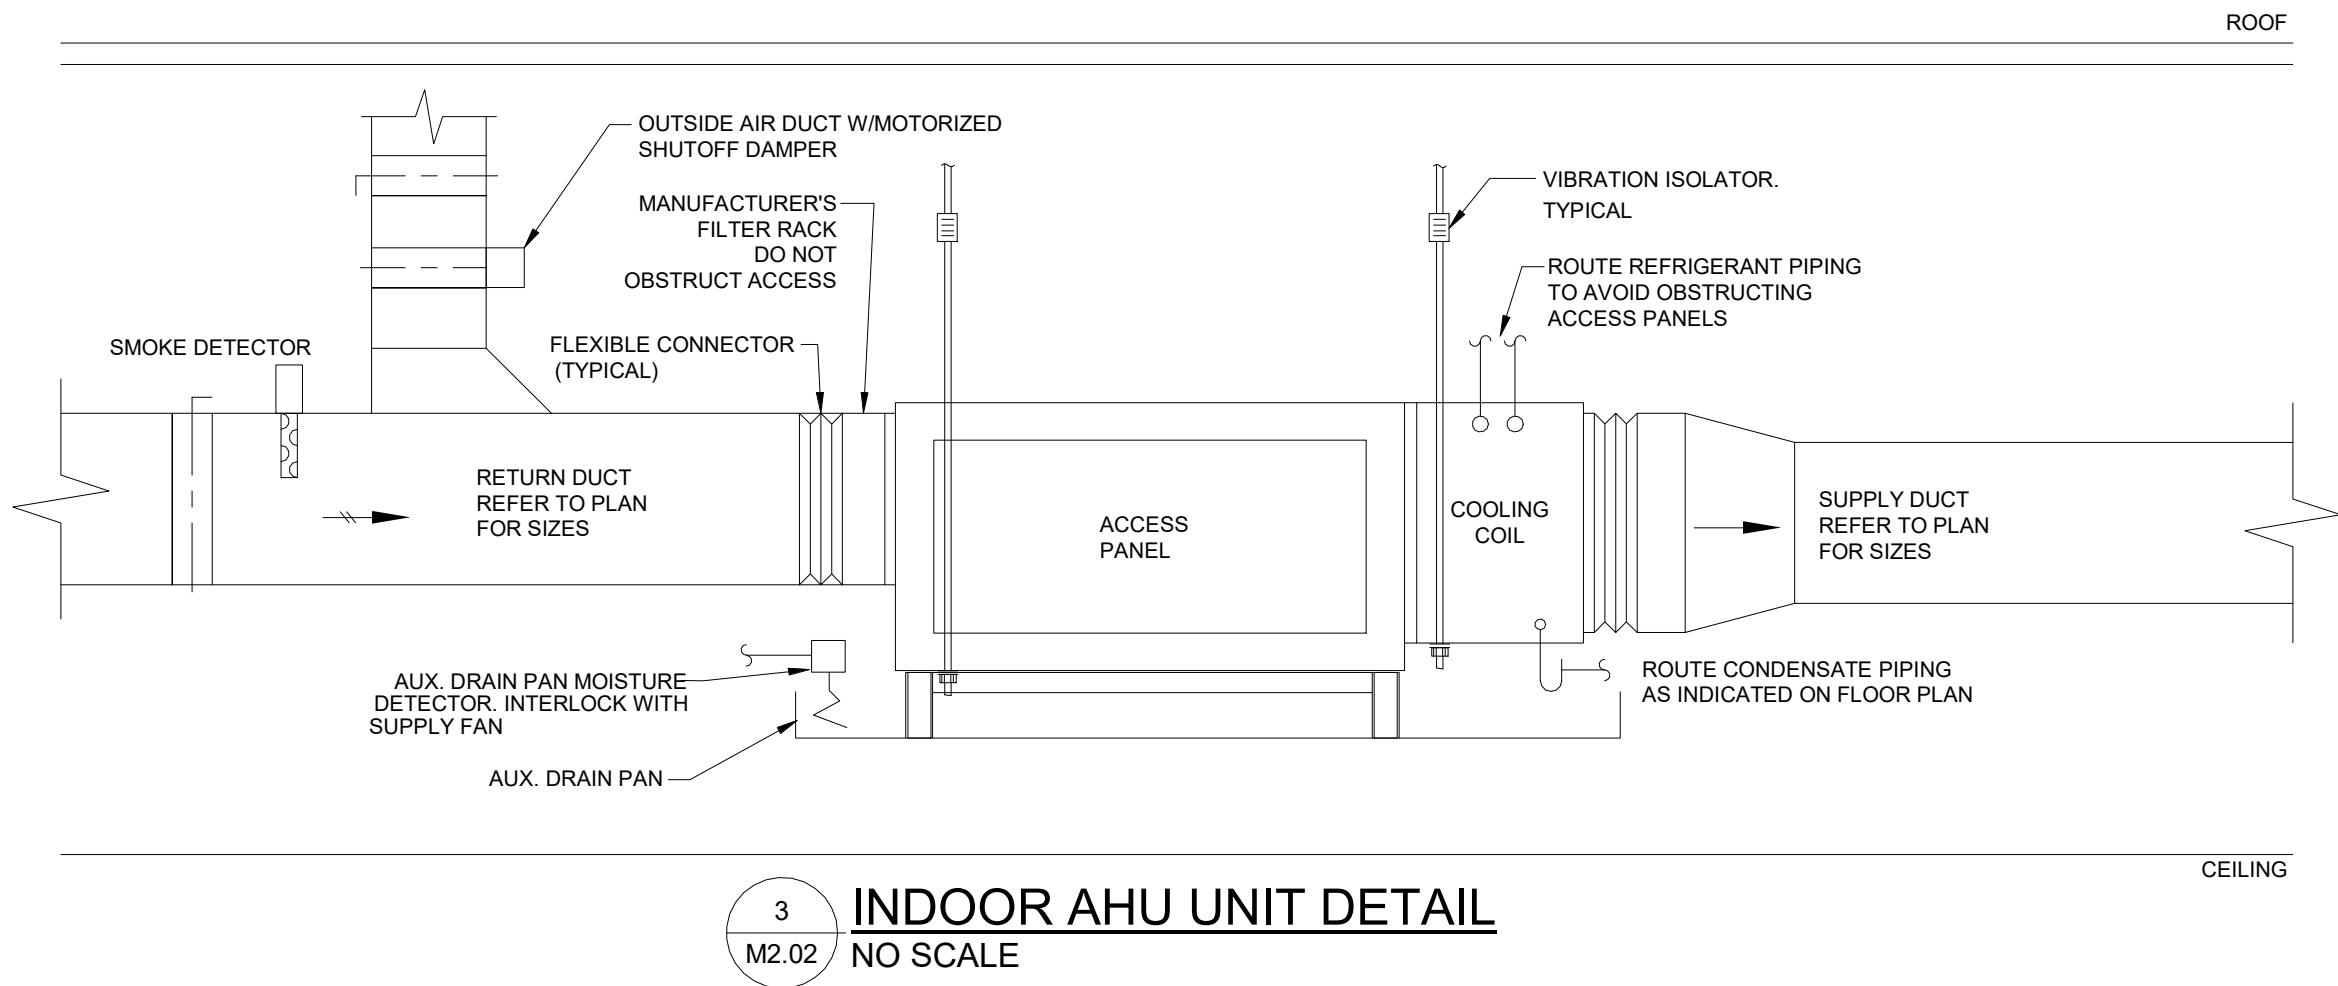 ROOF
OUTSIDE AIR DUCT W/MOTORIZED
SHUTOFF DAMPER
MANUFACTURER'S
FILTER RACK
DO NOT
OBSTRUCT ACCESS
VIBRATION ISOLATOR.
TYPICAL
ROUTE REFRIGERANT PIPING
TO AVOID OBSTRUCTING
ACCESS PANELS
SMOKE DETECTOR
FLEXIBLE CONNECTOR
(TYPICAL)
RETURN DUCT
REFER TO PLAN
FOR SIZES
ACCESS
PANEL
COOLING
COIL
SUPPLY DUCT
REFER TO PLAN
FOR SIZES
AUX. DRAIN PAN MOISTURE
DETECTOR. INTERLOCK WITH
SUPPLY FAN
ROUTE CONDENSATE PIPING
AS INDICATED ON FLOOR PLAN
AUX. DRAIN PAN
CEILING
3
M2.02
INDOOR AHU UNIT DETAIL
NO SCALE